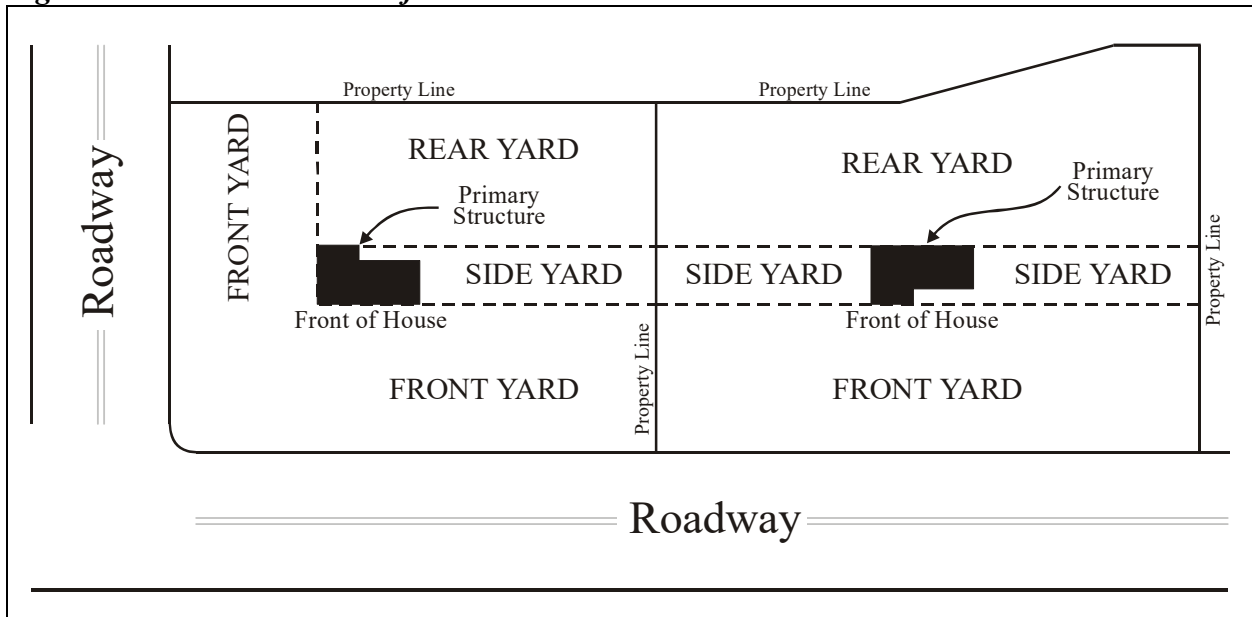 Property Line
Property Line
FRONT YARD
REAR YARD
REAR YARD
Primary
Structure
Primary
Structure
Roadway
SIDE YARD
SIDE YARD
SIDE YARD
Property Line
Front of House
Front of House
Property Line
FRONT YARD
FRONT YARD
Roadway